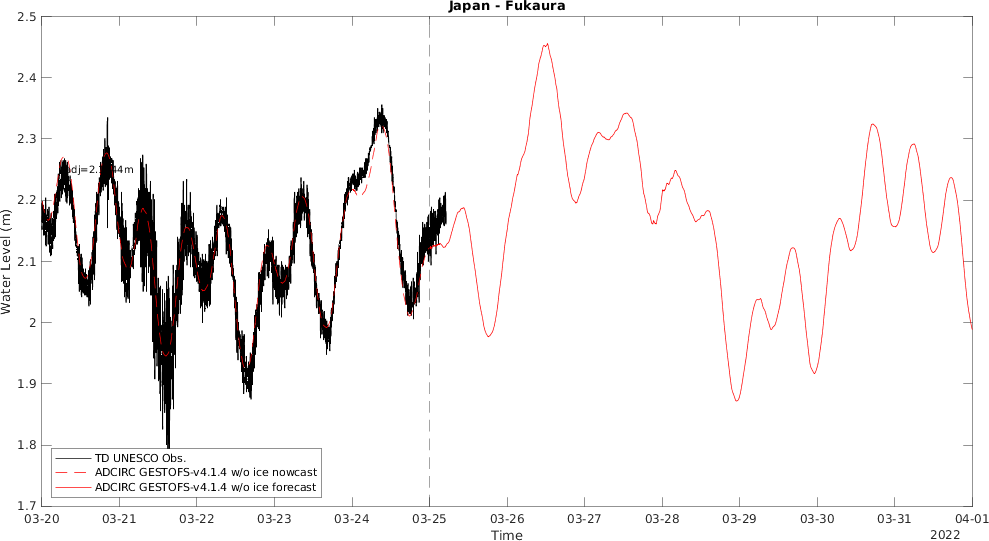 Japan - Fukaura
2.5
2.4
2.3
2.2
2.1
2
1.9
1.8
1.7
Water Level (m)
TD UNESCO Obs.
ADCIRC GESTOFS-v4.1.4 w/o ice nowcast
ADCIRC GESTOFS-v4.1.4 w/o ice forecast
03-20 03-21 03-22 03-23 03-24 03-25 03-26 03-27 03-28 03-29 03-30 03-31 04-01
Time
2022